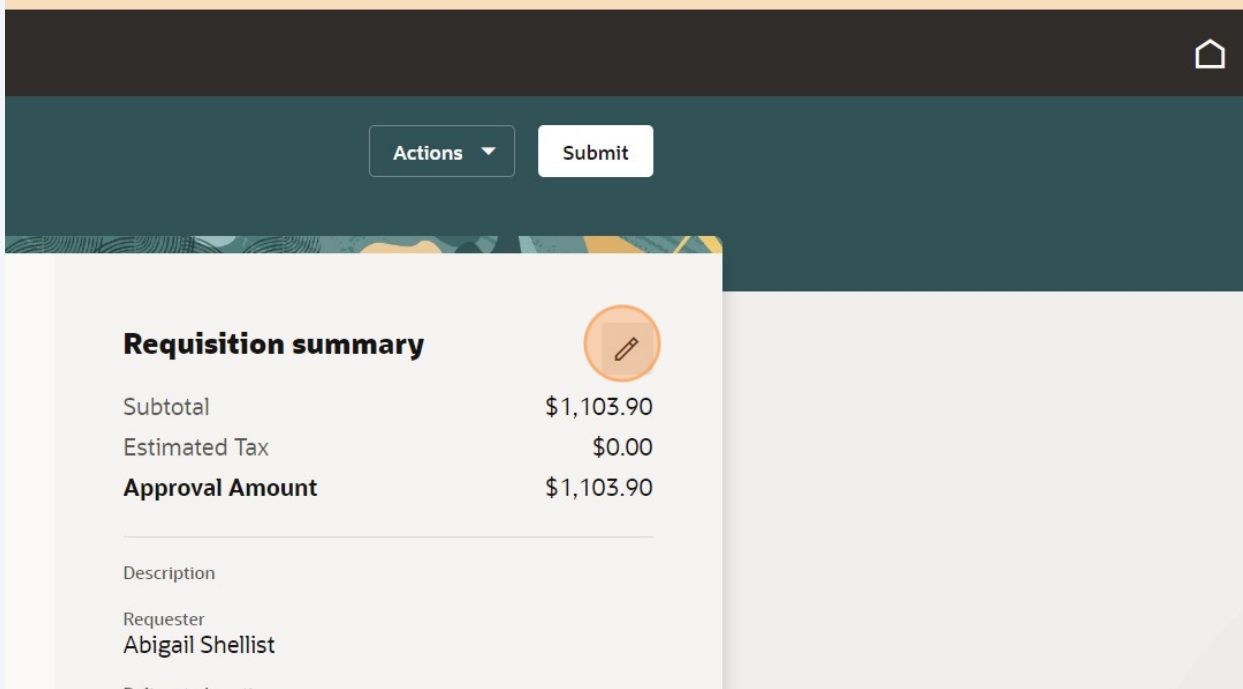 Actions Submit
Requisition summary
Subtotal $1,103.90
Estimated Tax $0.00
Approval Amount $1,103.90
Description
Requester
Abigail Shellist